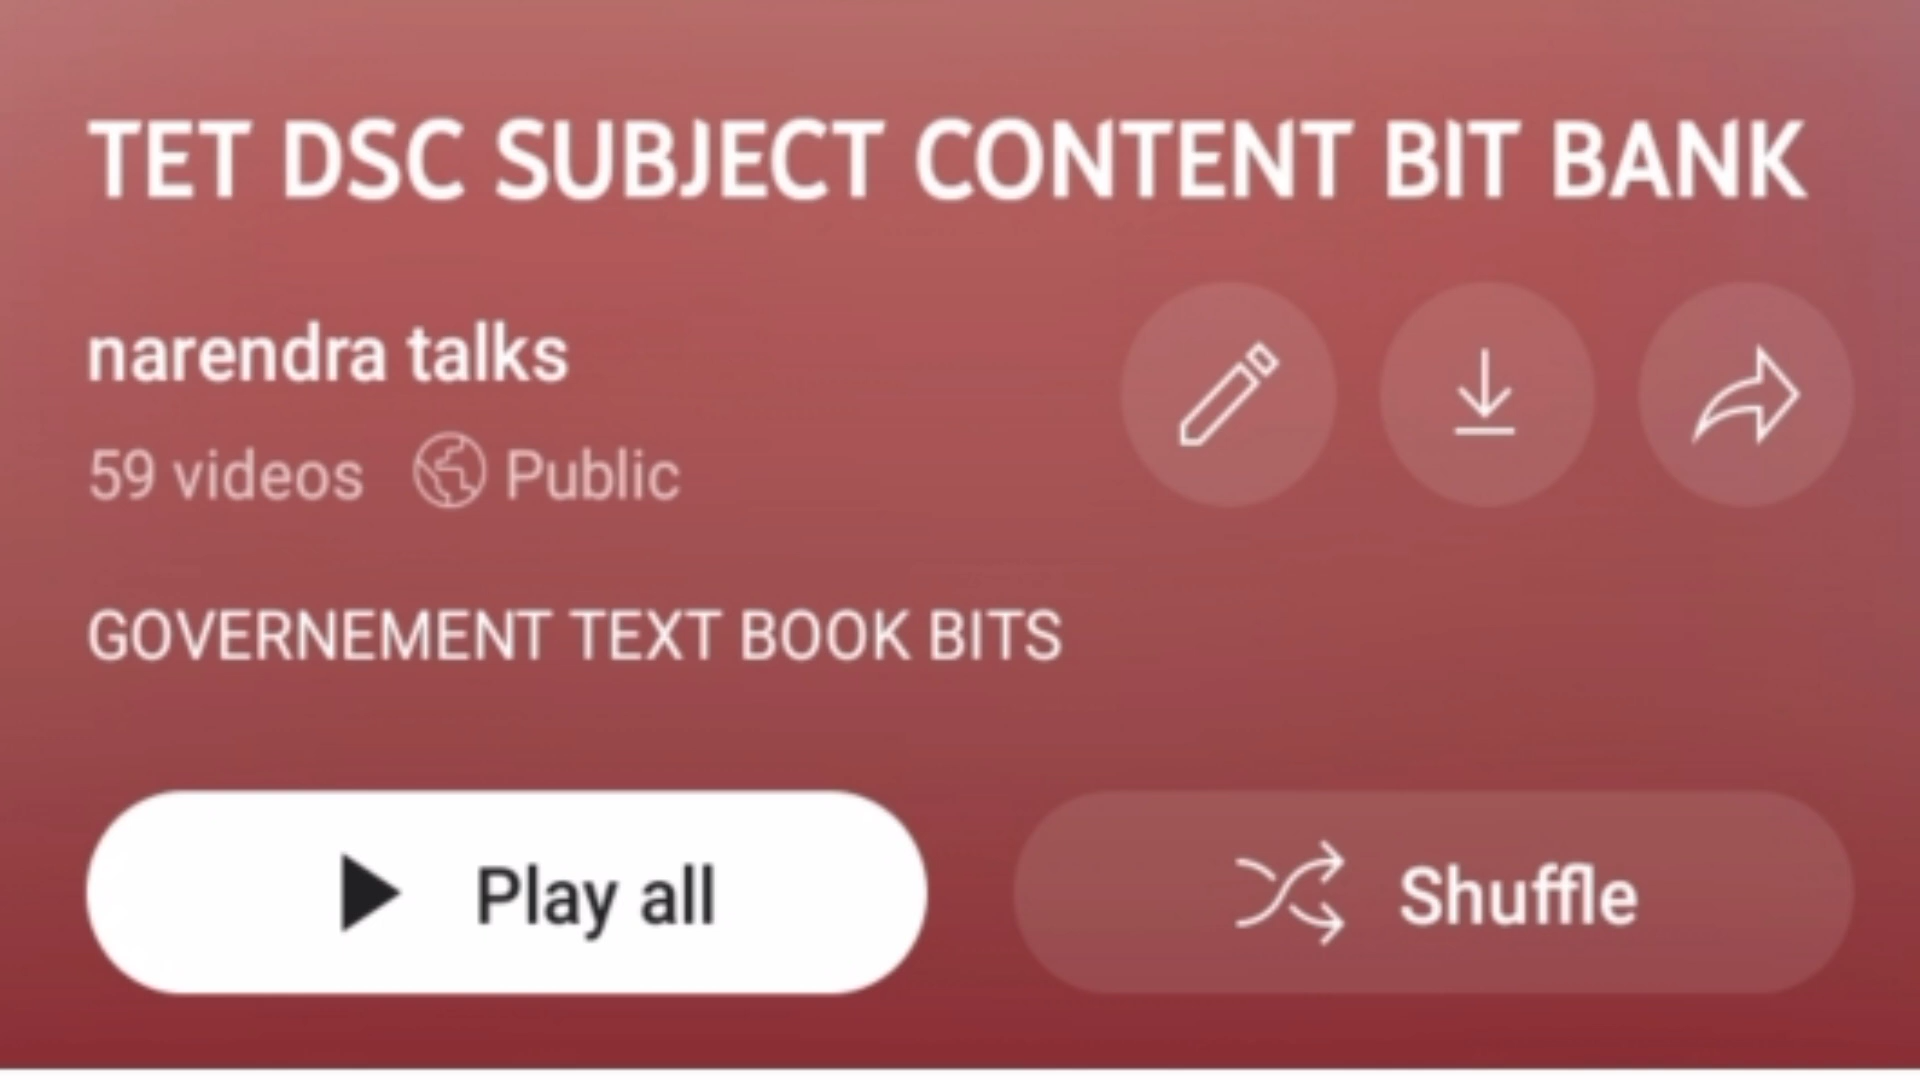 TET DSC SUBJECT CONTENT BIT BANK
narendra talks
59 videos Public
GOVERNEMENT TEXT BOOK BITS
Play all
Shuffle